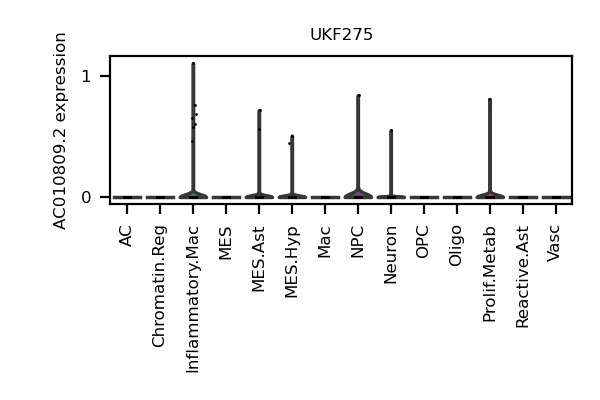 UKF275
AC010809.2 expression
1
0
AC
Chromatin.Reg
Inflammatory.Mac
MES
MES.Ast
MES.Hyp
Mac
NPC
Neuron
OPC
Oligo
Prolif.Metab
Reactive.Ast
Vasc